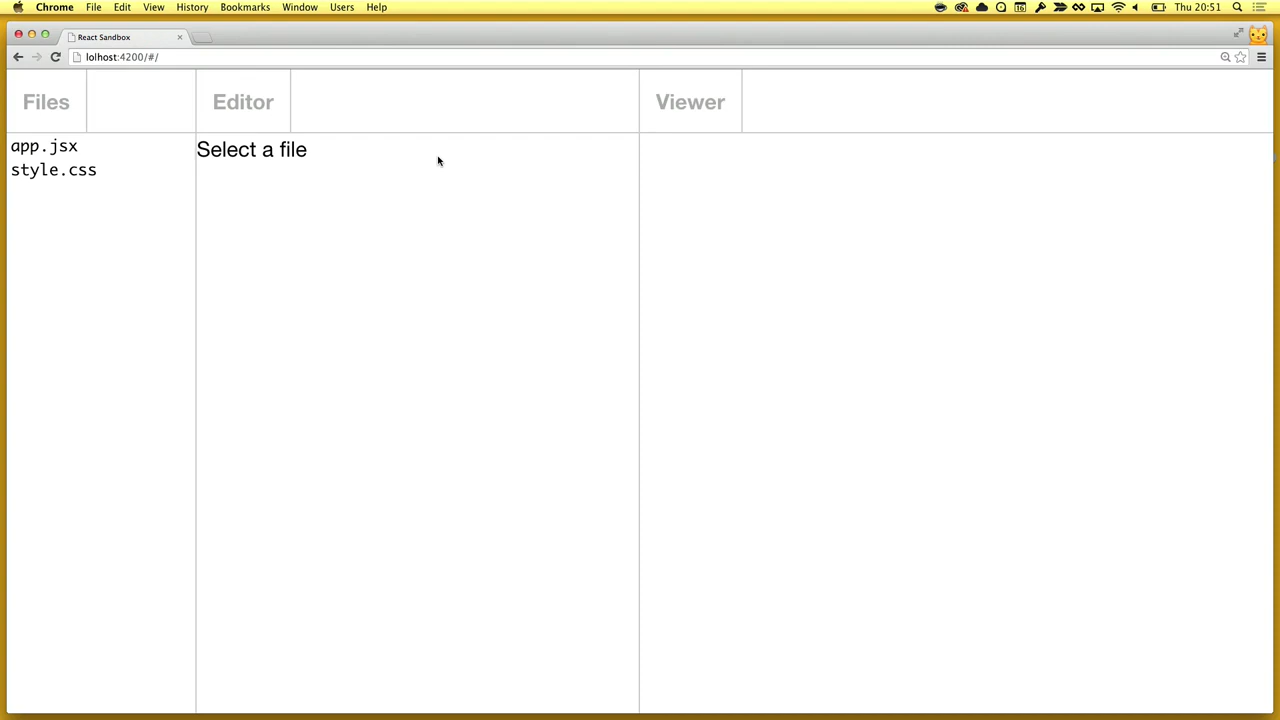 Chrome File Edit View History Bookmarks Window Users Help 16 Thu 20:51
React Sandbox
lolhost:4200/#/
Files Editor Viewer
app.jsx
style.css
Select a file